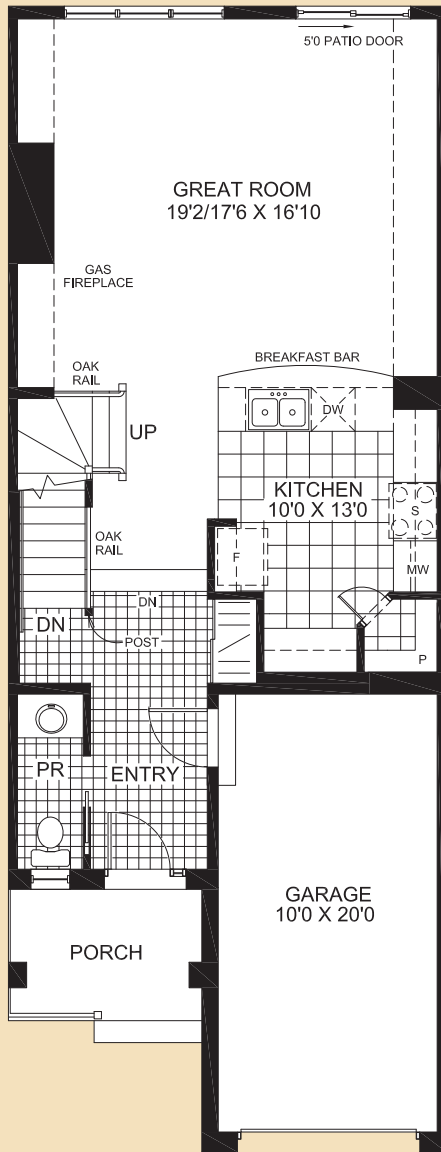 5'0 PATIO DOOR
GREAT ROOM
19'2/17'6 X 16'10
GAS
FIREPLACE
OAK
RAIL
BREAKFAST BAR
UP
DW
KITCHEN
10'0 X 13'0
S
OAK
RAIL
F
MW
DN
DN
POST
P
PR
ENTRY
GARAGE
10'0 X 20'0
PORCH